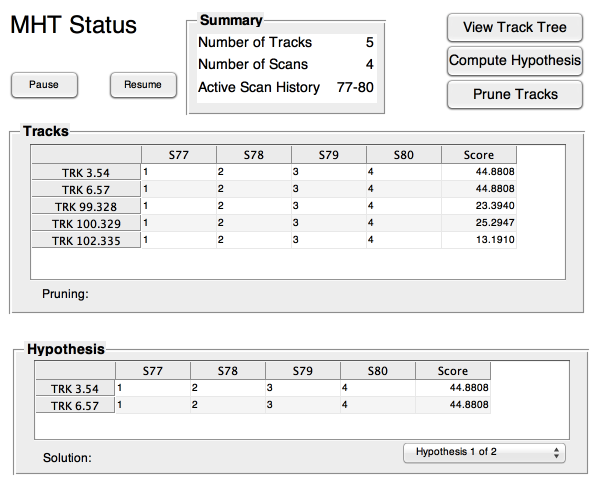 MHT Status
Pause
Resume
Summary
Number of Tracks 5
Number of Scans 4
Active Scan History 77-80
View Track Tree
Compute Hypothesis
Prune Tracks
Tracks
S77 S78 S79 S80 Score
TRK 3.54 1 2 3 4 44.8808
TRK 6.57 1 2 3 4 44.8808
TRK 99.328 1 2 3 4 23.3940
TRK 100.329 1 2 3 4 25.2947
TRK 102.335 1 2 3 4 13.1910
Pruning:
Hypothesis
S77 S78 S79 S80 Score
TRK 3.54 1 2 3 4 44.8808
TRK 6.57 1 2 3 4 44.8808
Solution:
Hypothesis 1 of 2